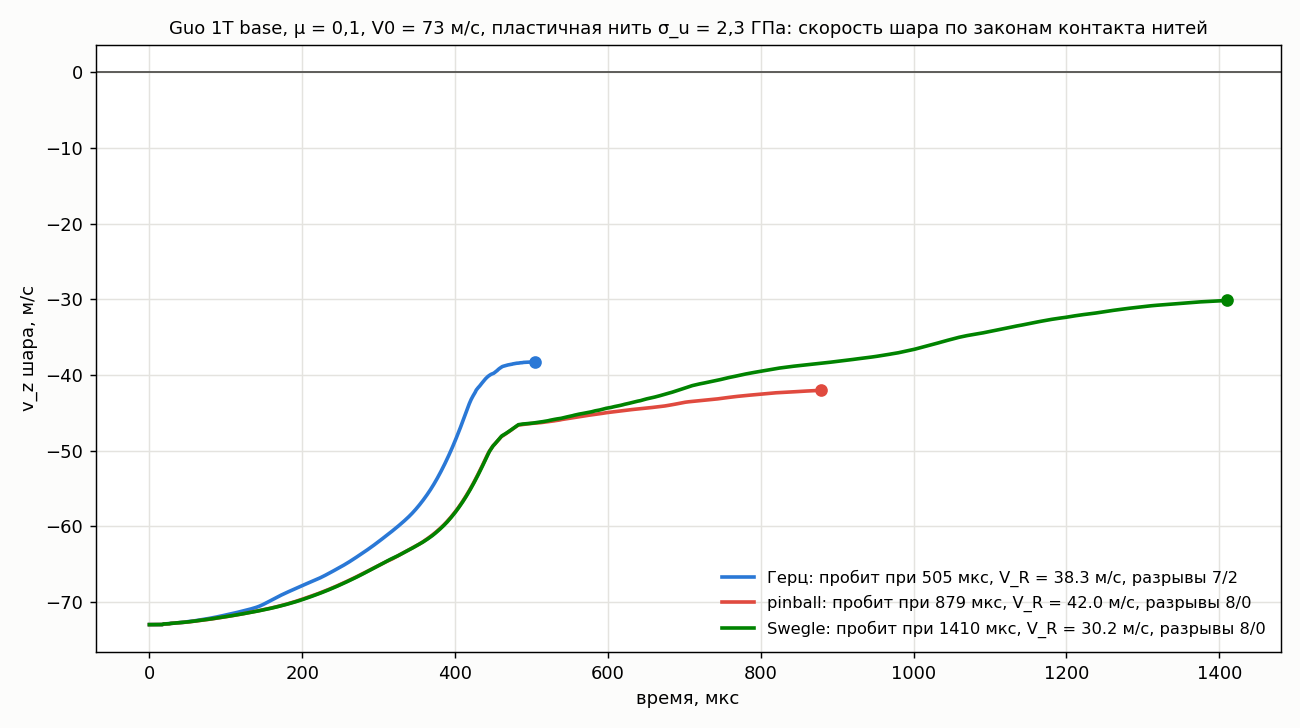 Guo 1T base, μ = 0,1, V0 = 73 м/с, пластичная нить σ_u = 2,3 ГПа: скорость шара по законам контакта нитей
v_z шара, м/с
0
−10
−20
−30
−40
−50
−60
−70
Герц: пробит при 505 мкс, V_R = 38.3 м/с, разрывы 7/2
pinball: пробит при 879 мкс, V_R = 42.0 м/с, разрывы 8/0
Swegle: пробит при 1410 мкс, V_R = 30.2 м/с, разрывы 8/0
0 200 400 600 800 1000 1200 1400
время, мкс